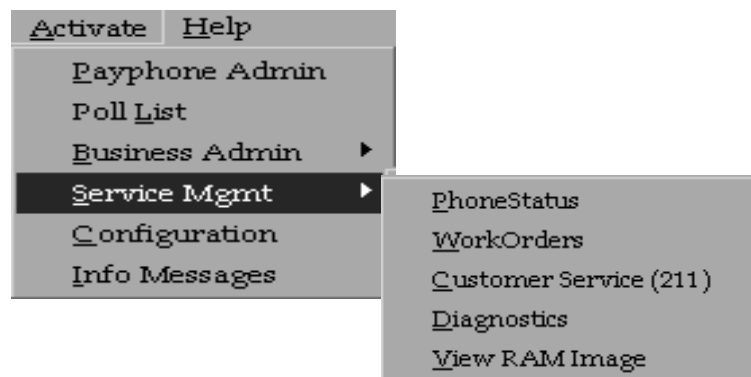 Activate Help
Payphone Admin
Poll List
Business Admin
Service Mgmt
Configuration
Info Messages
PhoneStatus
WorkOrders
Customer Service (211)
Diagnostics
View RAM Image